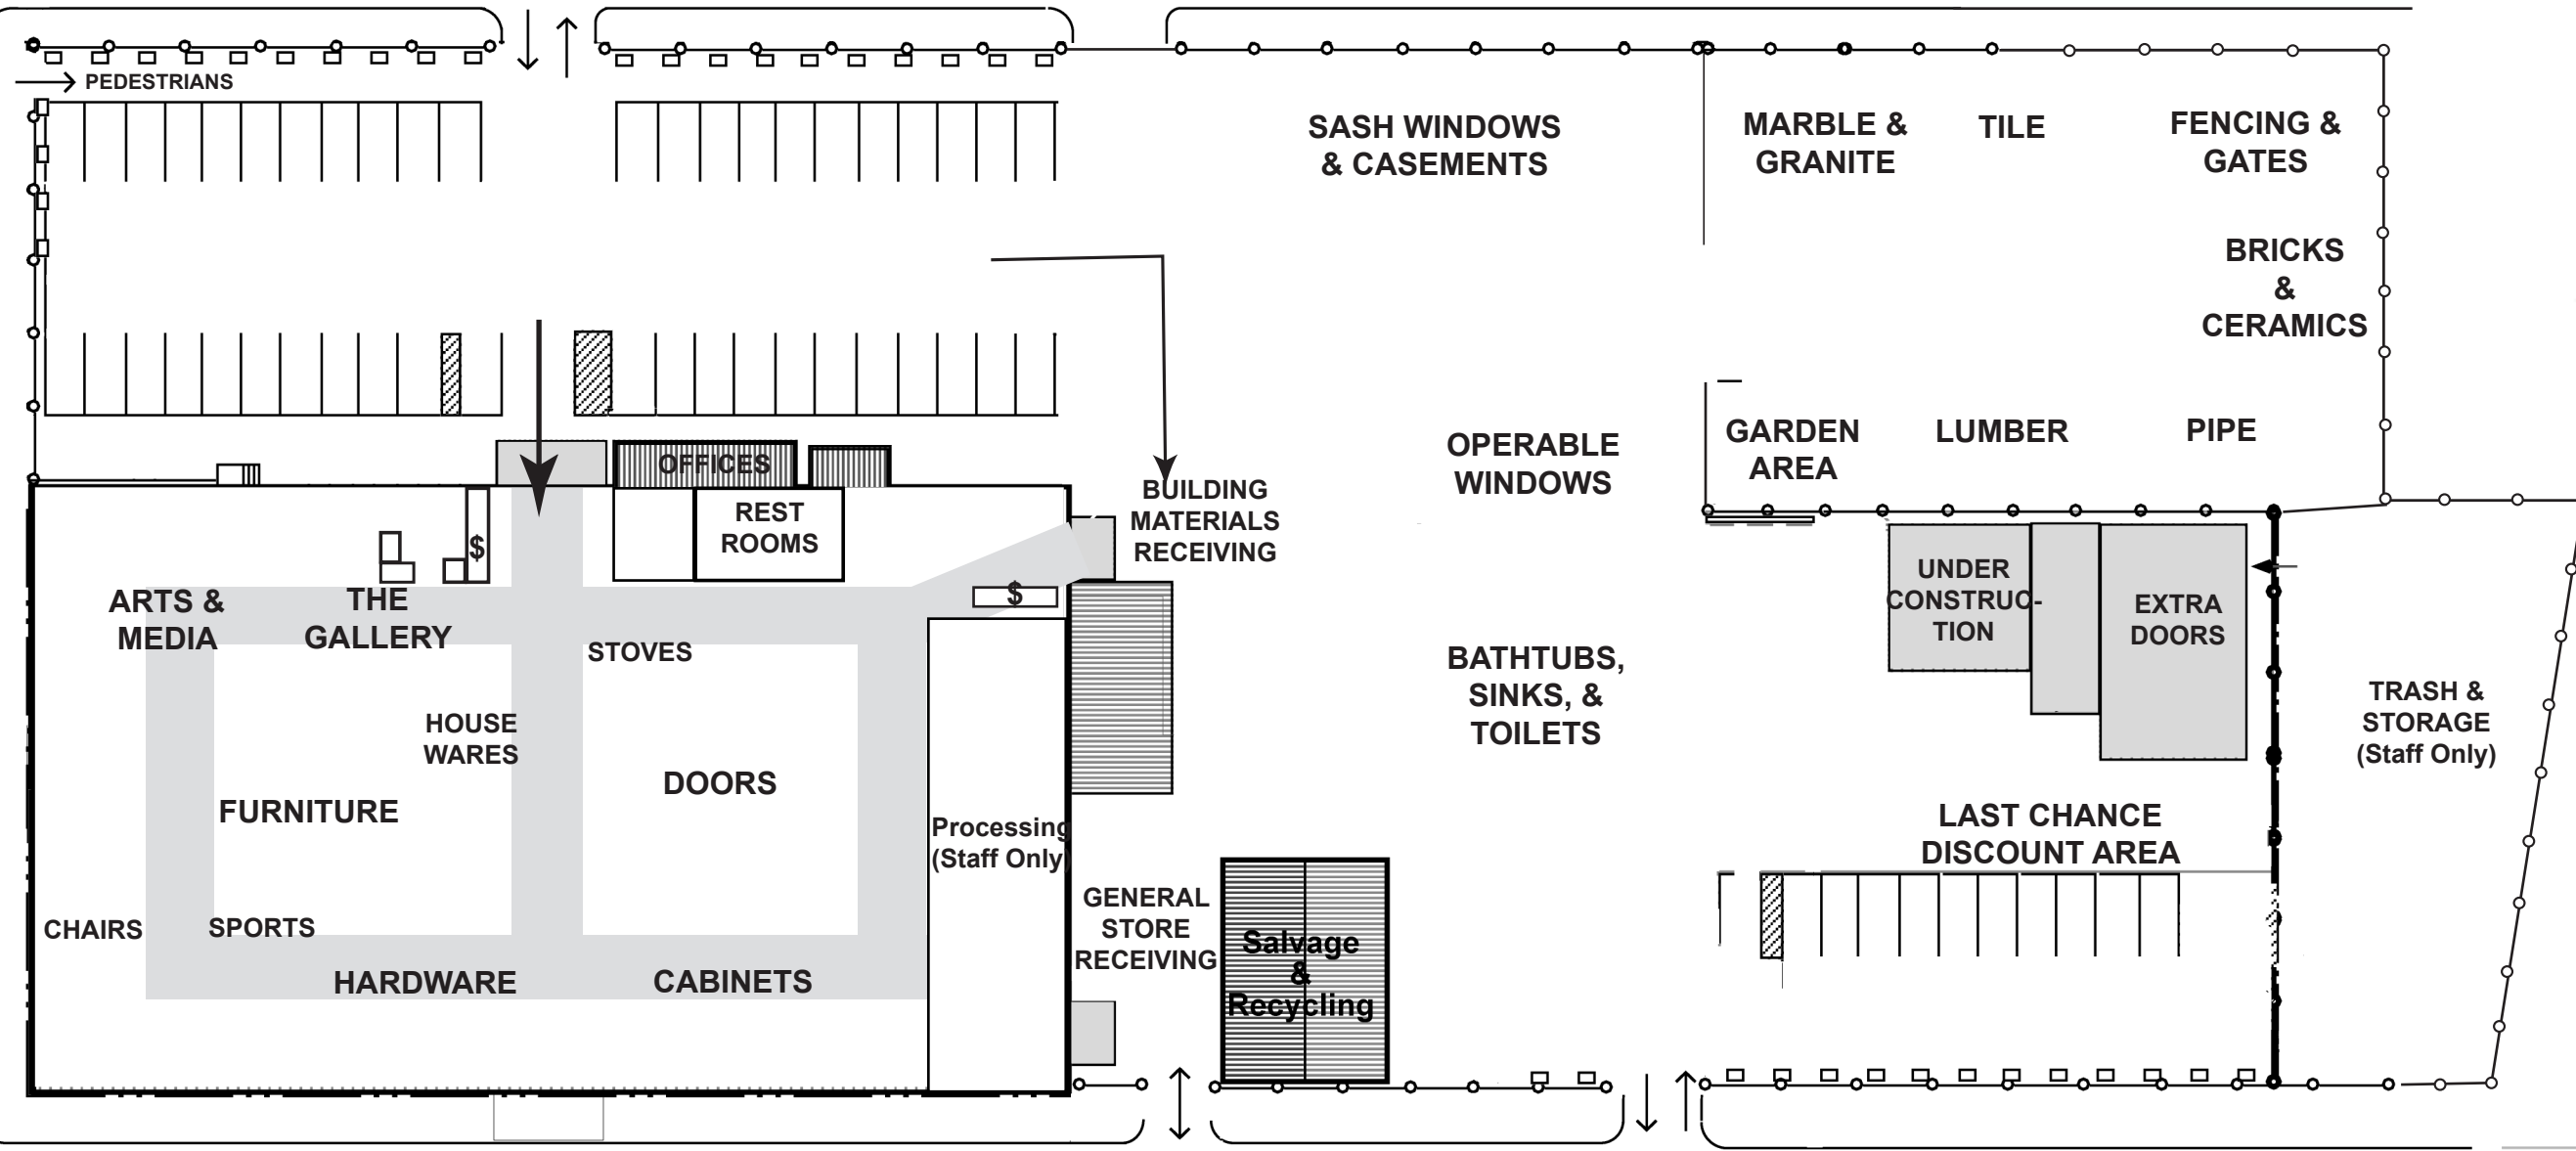 PEDESTRIANS
SASH WINDOWS
& CASEMENTS
MARBLE &
GRANITE
TILE
FENCING &
GATES
BRICKS
&
CERAMICS
OPERABLE
WINDOWS
GARDEN
AREA
LUMBER
PIPE
OFFICES
REST
ROOMS
$
BUILDING
MATERIALS
RECEIVING
ARTS &
MEDIA
THE
GALLERY
STOVES
$
UNDER
CONSTRUC-
TION
EXTRA
DOORS
HOUSE
WARES
DOORS
FURNITURE
BATHTUBS,
SINKS, &
TOILETS
TRASH &
STORAGE
(Staff Only)
Processing
(Staff Only)
LAST CHANCE
DISCOUNT AREA
CHAIRS
SPORTS
HARDWARE
CABINETS
GENERAL
STORE
RECEIVING
Salvage
&
Recycling